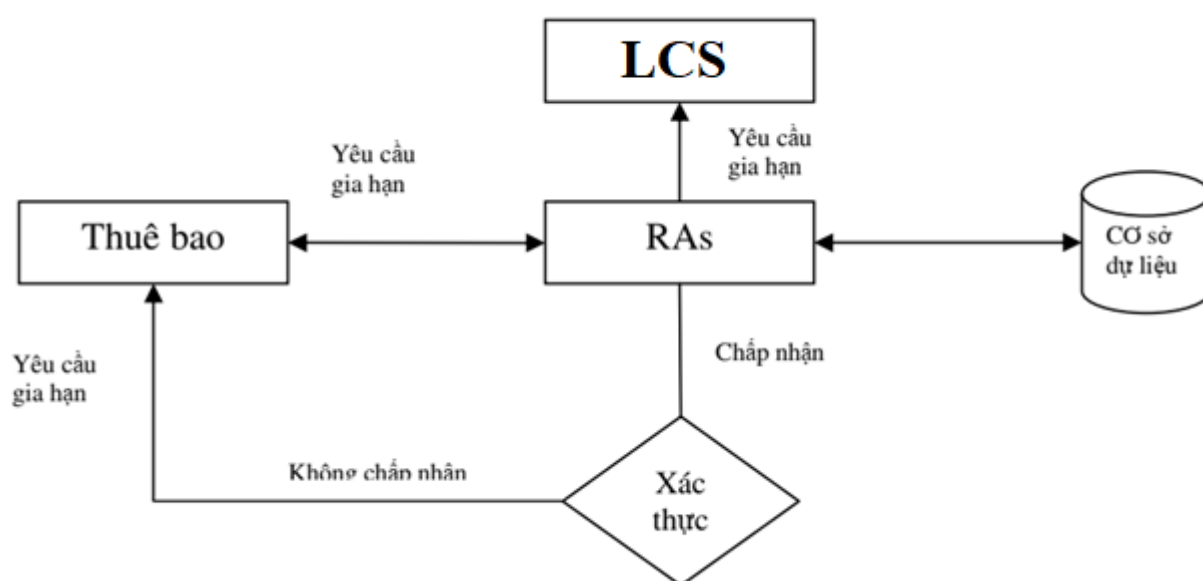 LCS
Yêu cầu
gia hạn
Yêu cầu
gia hạn
Thuê bao
RAs
CƠ sở
dự liệu
Yêu cầu
gia hạn
Chấp nhận
Không chấp nhận
Xác
thực